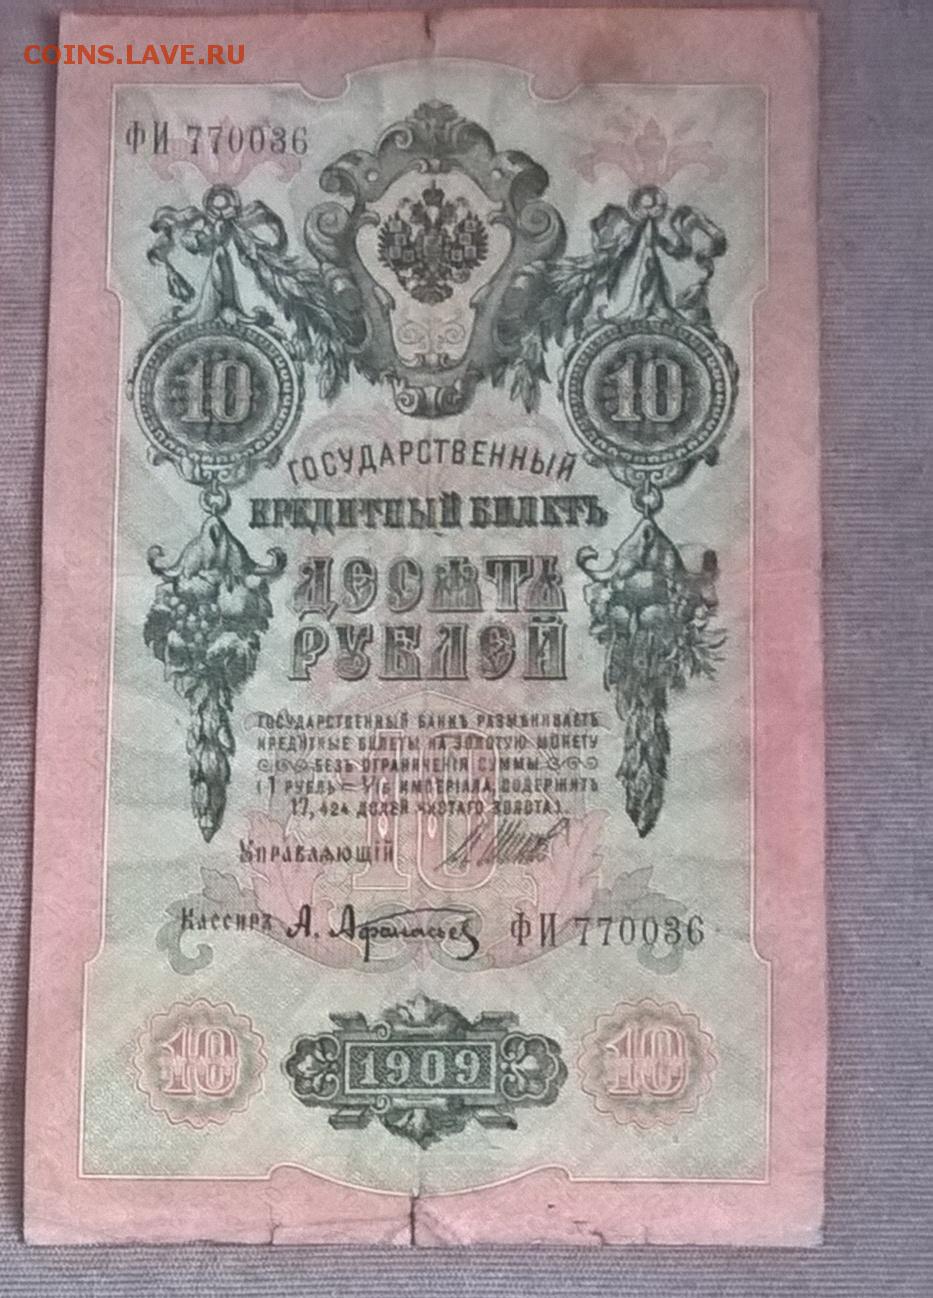 COINS.LAVE.RU
ФИ 770036
10 10
ГОСУДАРСТВЕННЫЙ
КРЕДИТНЫЙ БИЛЕТЪ
ДЕСЯТЬ
РУБЛЕЙ
ГОСУДАРСТВЕННЫЙ БАНКЪ РАЗМѢНИВАЕТЪ
КРЕДИТНЫЕ БИЛЕТЫ НА ЗОЛОТУЮ МОНЕТУ
БЕЗЪ ОГРАНИЧЕНІЯ СУММЫ
(1 РУБЛЬ = 1/15 ИМПЕРІАЛА, СОДЕРЖИТЪ
17,424 ДОЛЕЙ ЧИСТАГО ЗОЛОТА).
10
УПРАВЛЯЮЩІЙ
Кассиръ А. Афанасьев ФИ 770036
10 1909 10